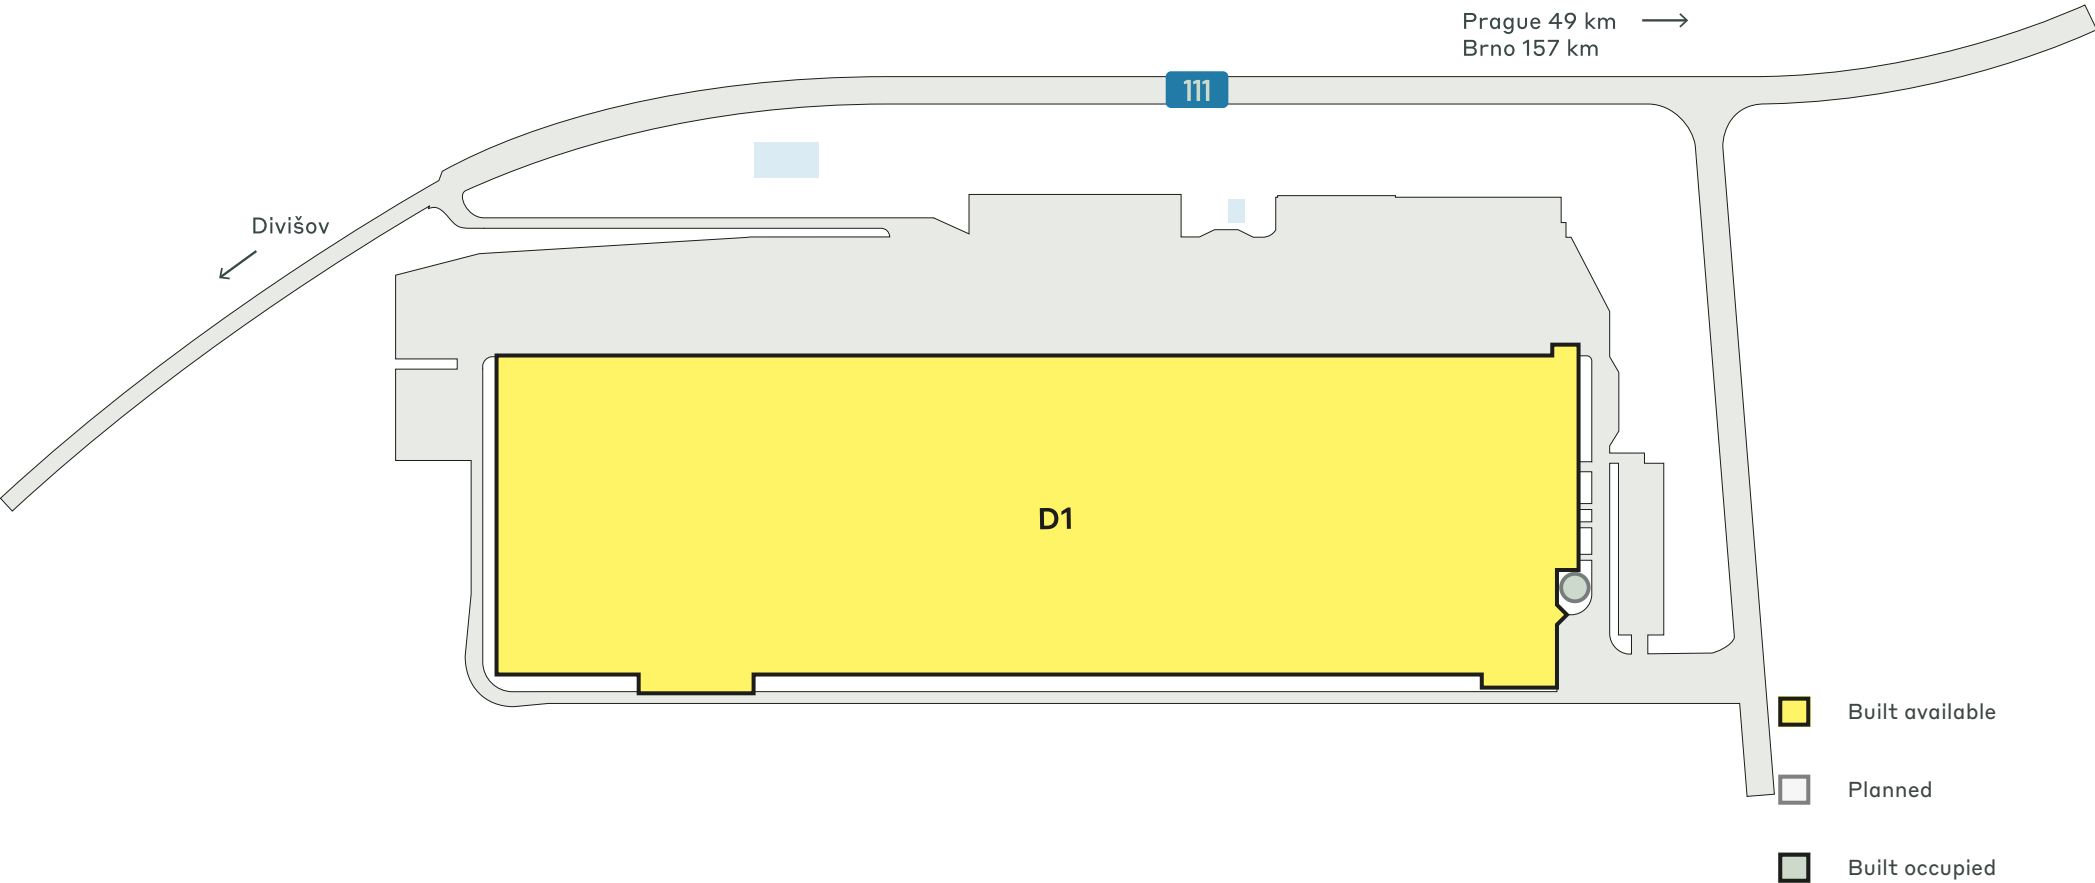 Prague 49 km
Brno 157 km
111
Divišov
D1
Built available
Planned
Built occupied